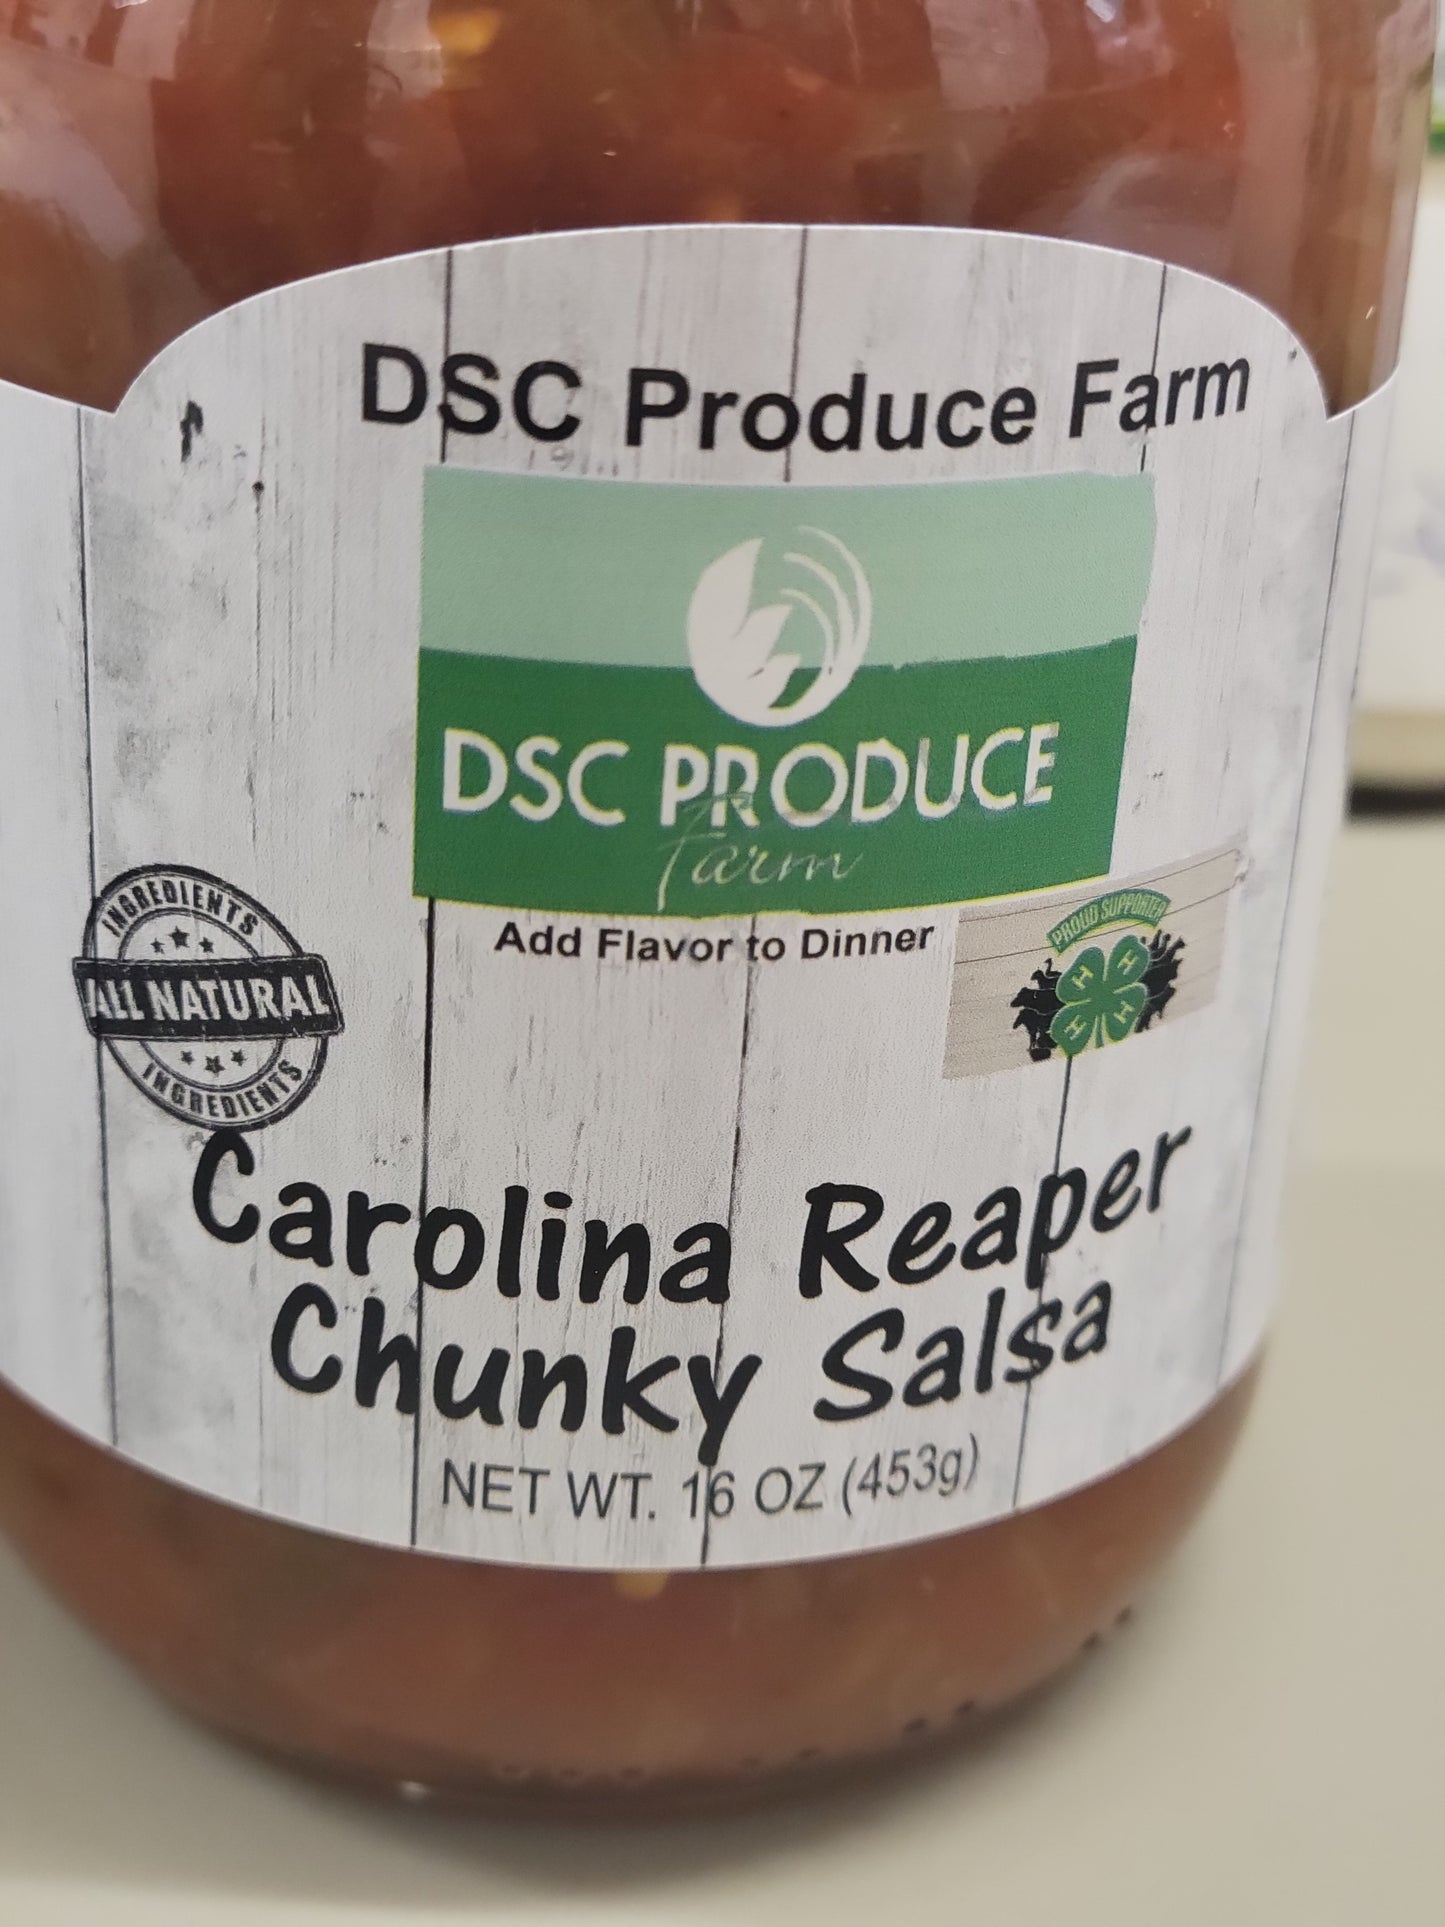 DSC Produce Farm
DSC PRODUCE
Farm
Add Flavor to Dinner
INGREDIENTS
ALL NATURAL
INGREDIENTS
PROUD SUPPORTER
H H
H H
Carolina Reaper
Chunky Salsa
NET WT. 16 OZ (453g)